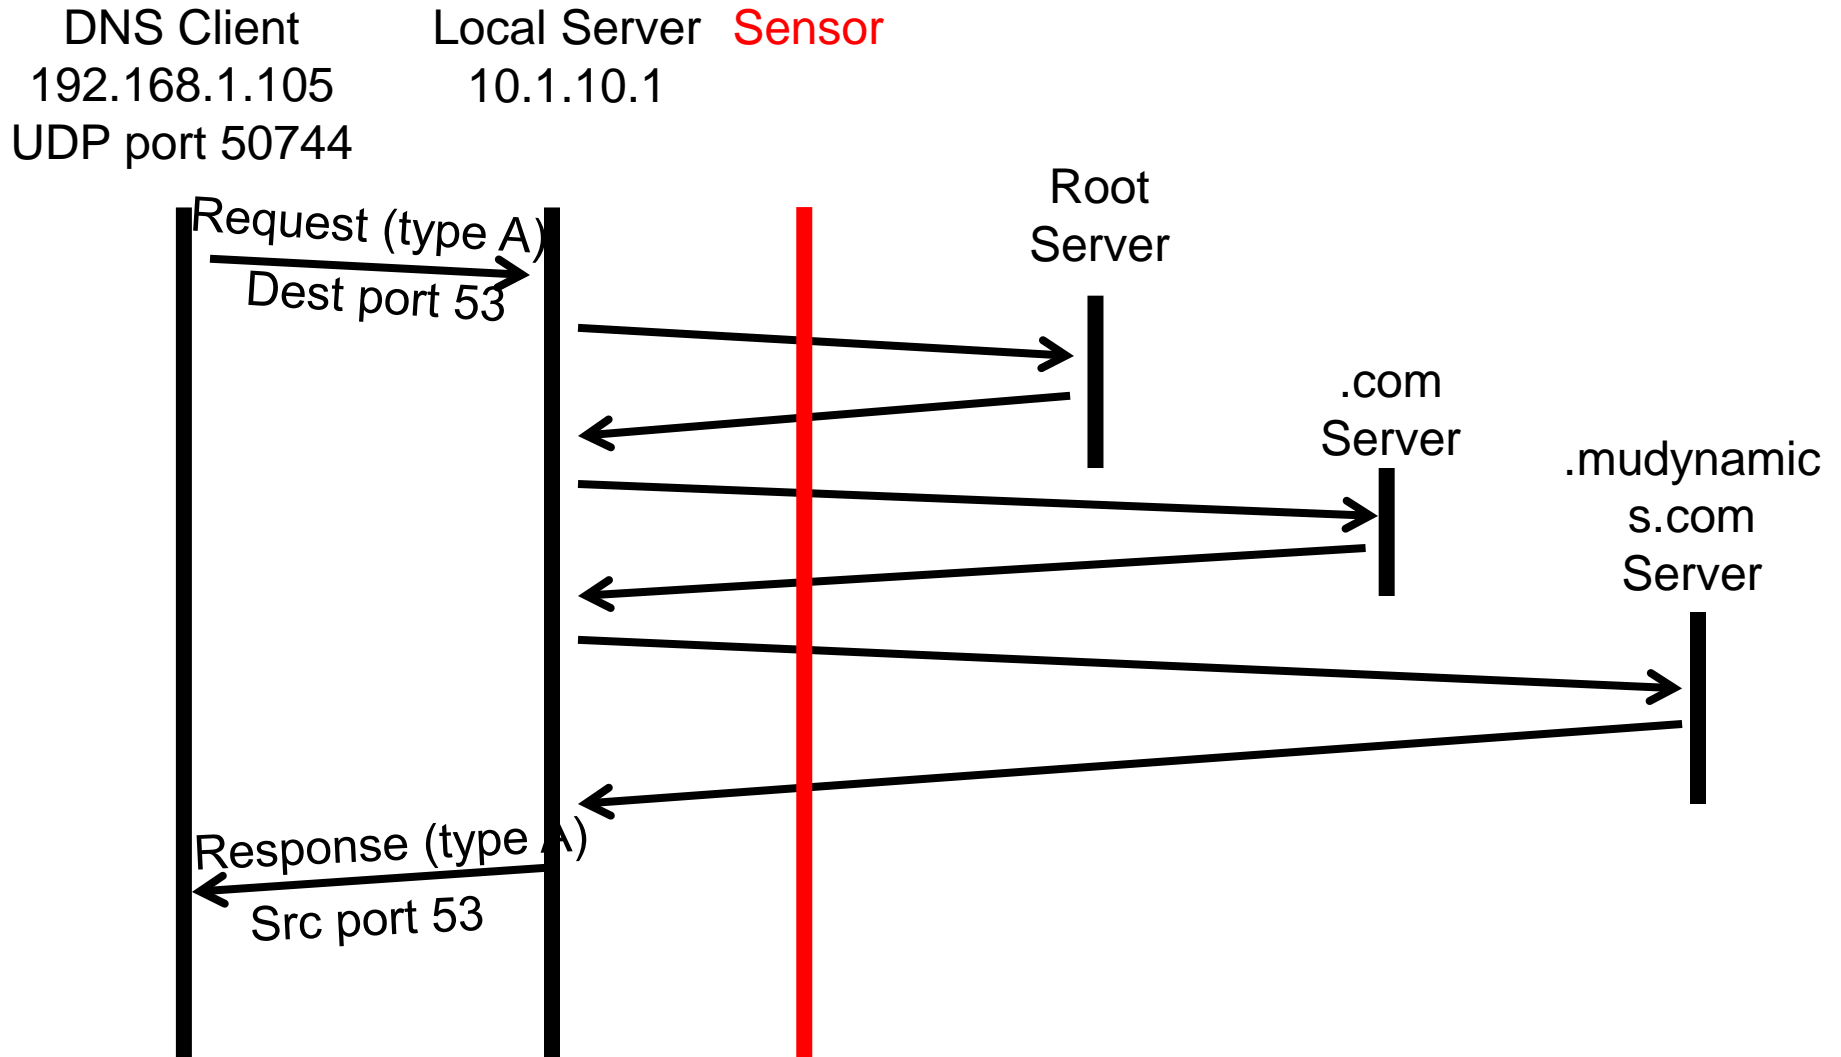 DNS Client
192.168.1.105
UDP port 50744
Local Server
10.1.10.1
Sensor
Root
Server
.com
Server
.mudynamic
s.com
Server
Request (type A)
Dest port 53
Response (type A)
Src port 53